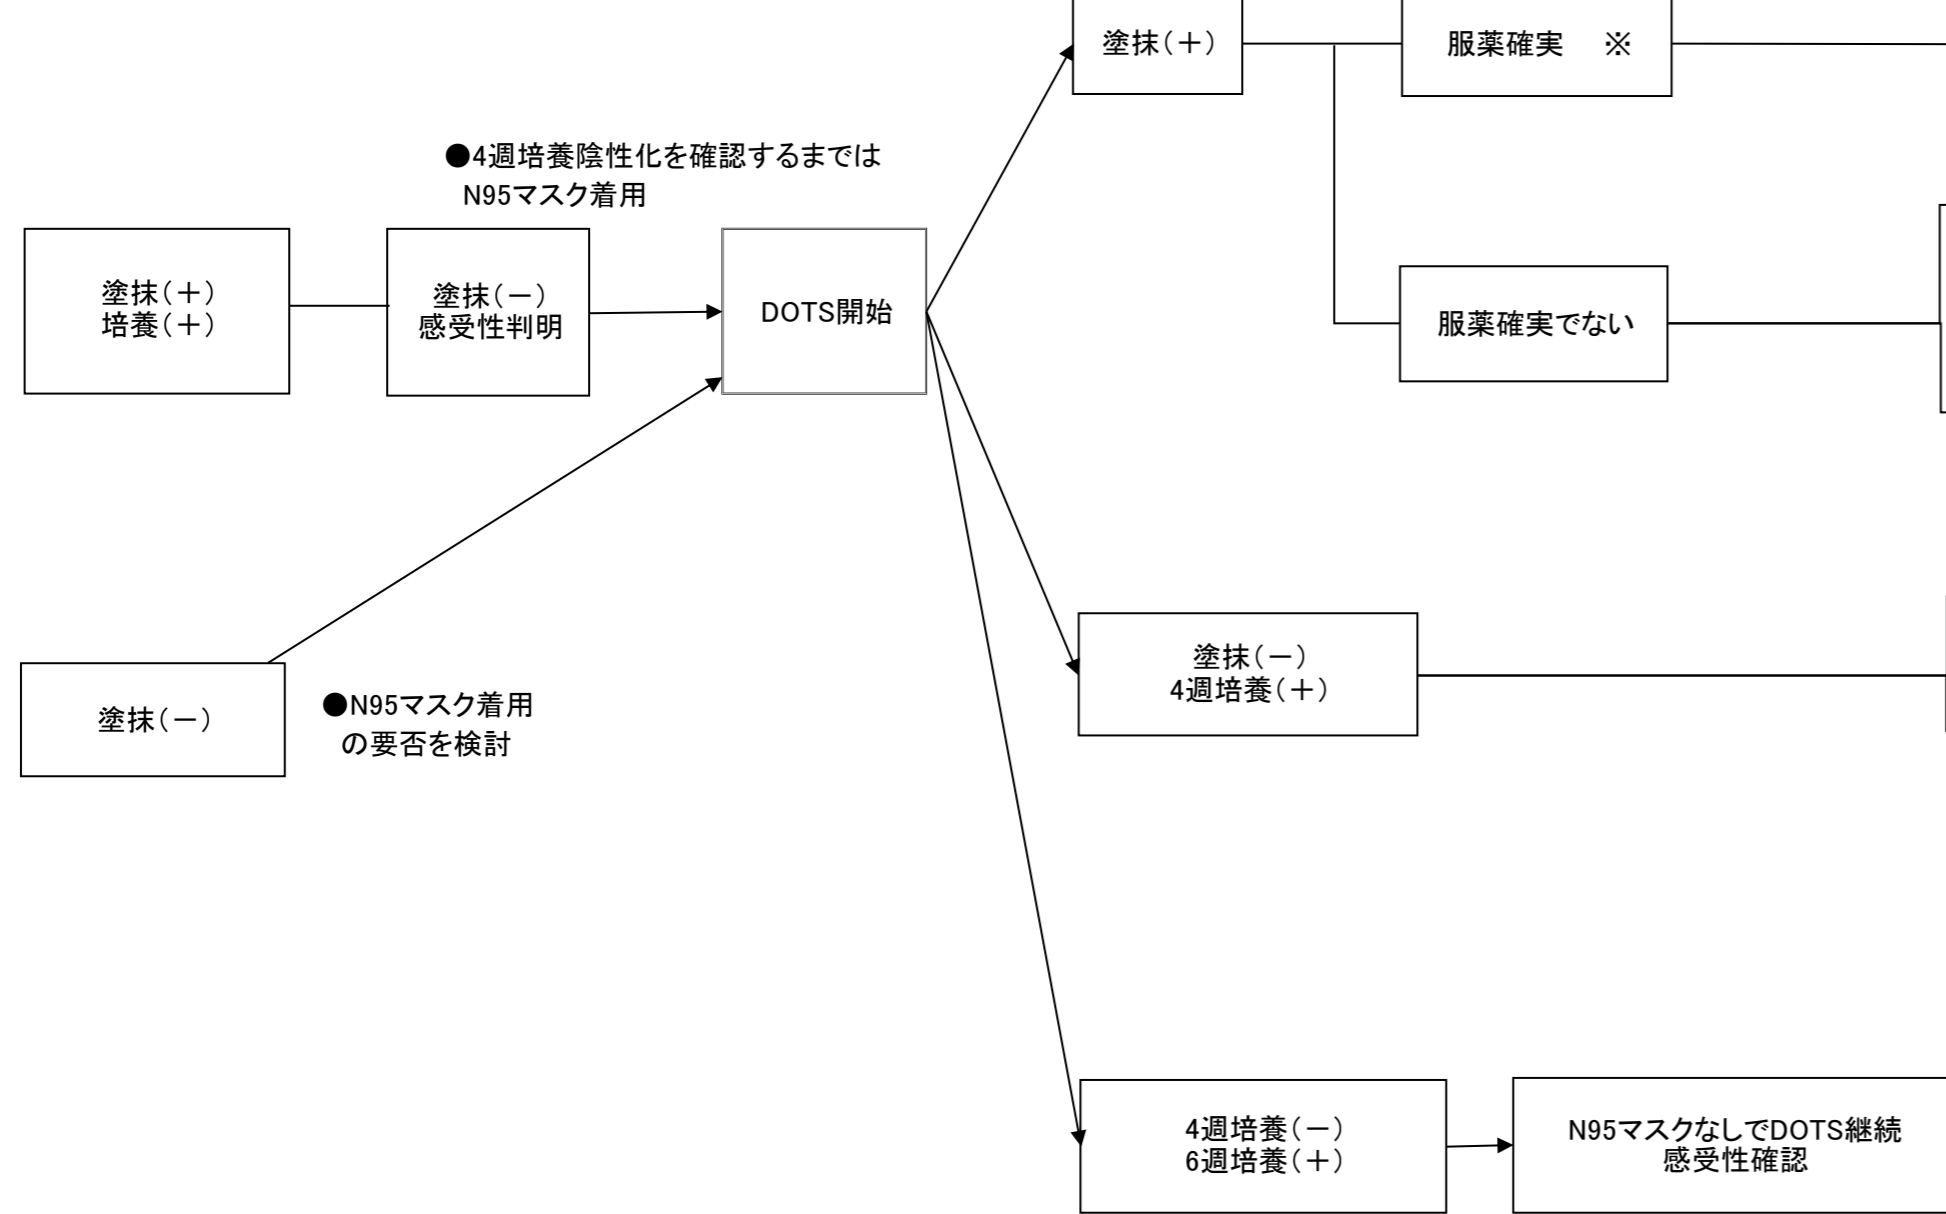 塗抹（＋）
服薬確実　※
●4週培養陰性化を確認するまでは
N95マスク着用
塗抹（＋）
培養（＋）
塗抹（－）
感受性判明
DOTS開始
服薬確実でない
塗抹（－）
●N95マスク着用
の要否を検討
塗抹（－）
4週培養（＋）
4週培養（－）
6週培養（＋）
N95マスクなしでDOTS継続
感受性確認